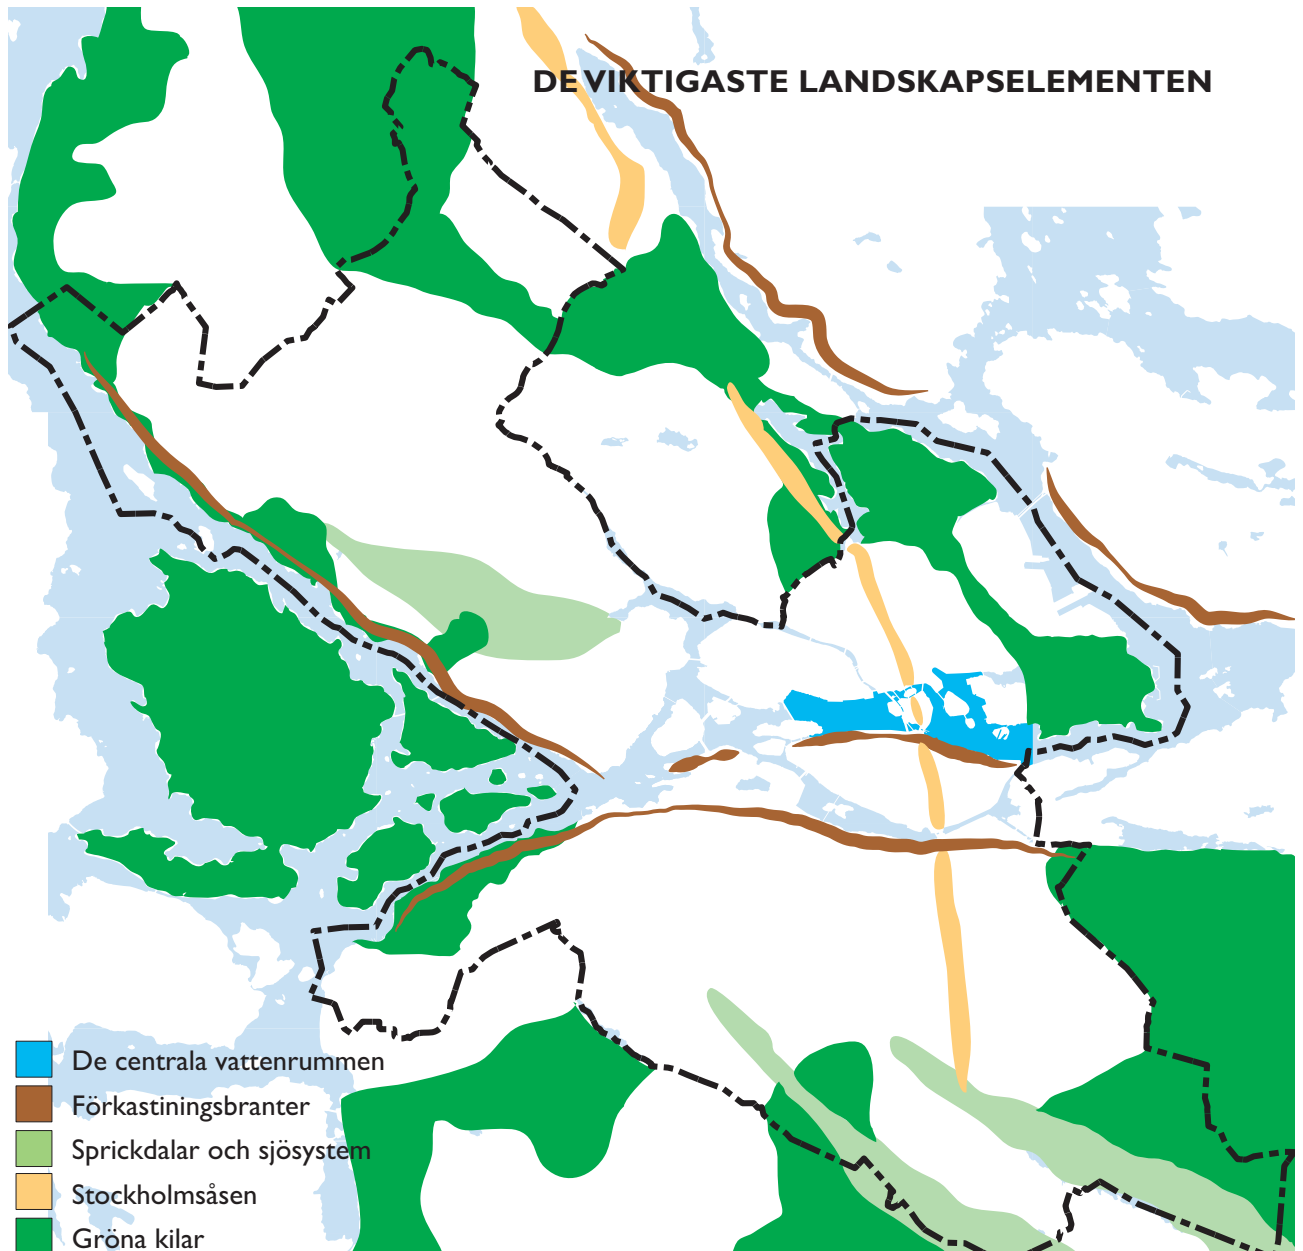 DE VIKTIGASTE LANDSKAPSELEMENTEN
De centrala vattenrummen
Förkastiningsbranter
Sprickdalar och sjösystem
Stockholmsåsen
Gröna kilar